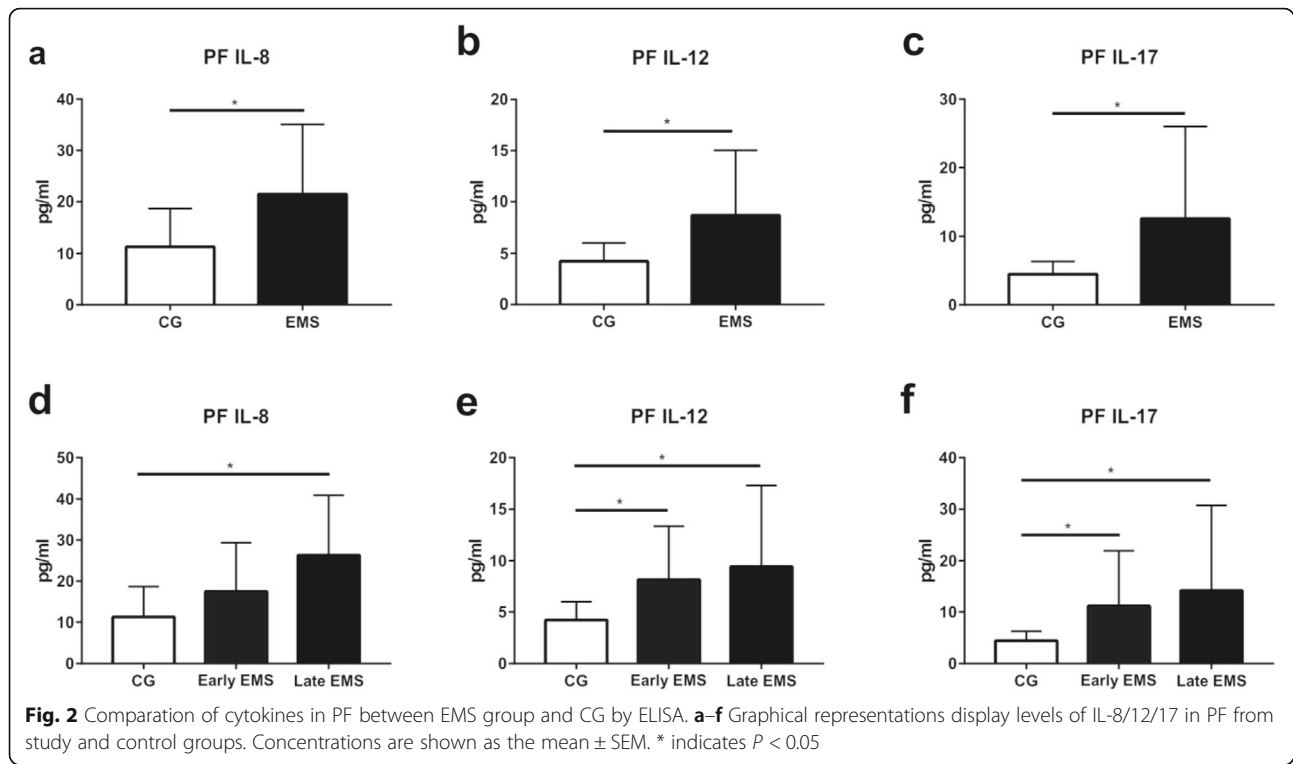 a
PF IL-8
pg/ml
40
30
20
10
0
*
CG
EMS
b
PF IL-12
pg/ml
20
15
10
5
0
*
CG
EMS
c
PF IL-17
pg/ml
30
20
10
0
*
CG
EMS
d
PF IL-8
pg/ml
50
40
30
20
10
0
*
CG
Early EMS
Late EMS
e
PF IL-12
pg/ml
20
15
10
5
0
*
*
CG
Early EMS
Late EMS
f
PF IL-17
pg/ml
40
30
20
10
0
*
*
CG
Early EMS
Late EMS
Fig. 2 Comparation of cytokines in PF between EMS group and CG by ELISA. a–f Graphical representations display levels of IL-8/12/17 in PF from
study and control groups. Concentrations are shown as the mean ± SEM. * indicates P < 0.05